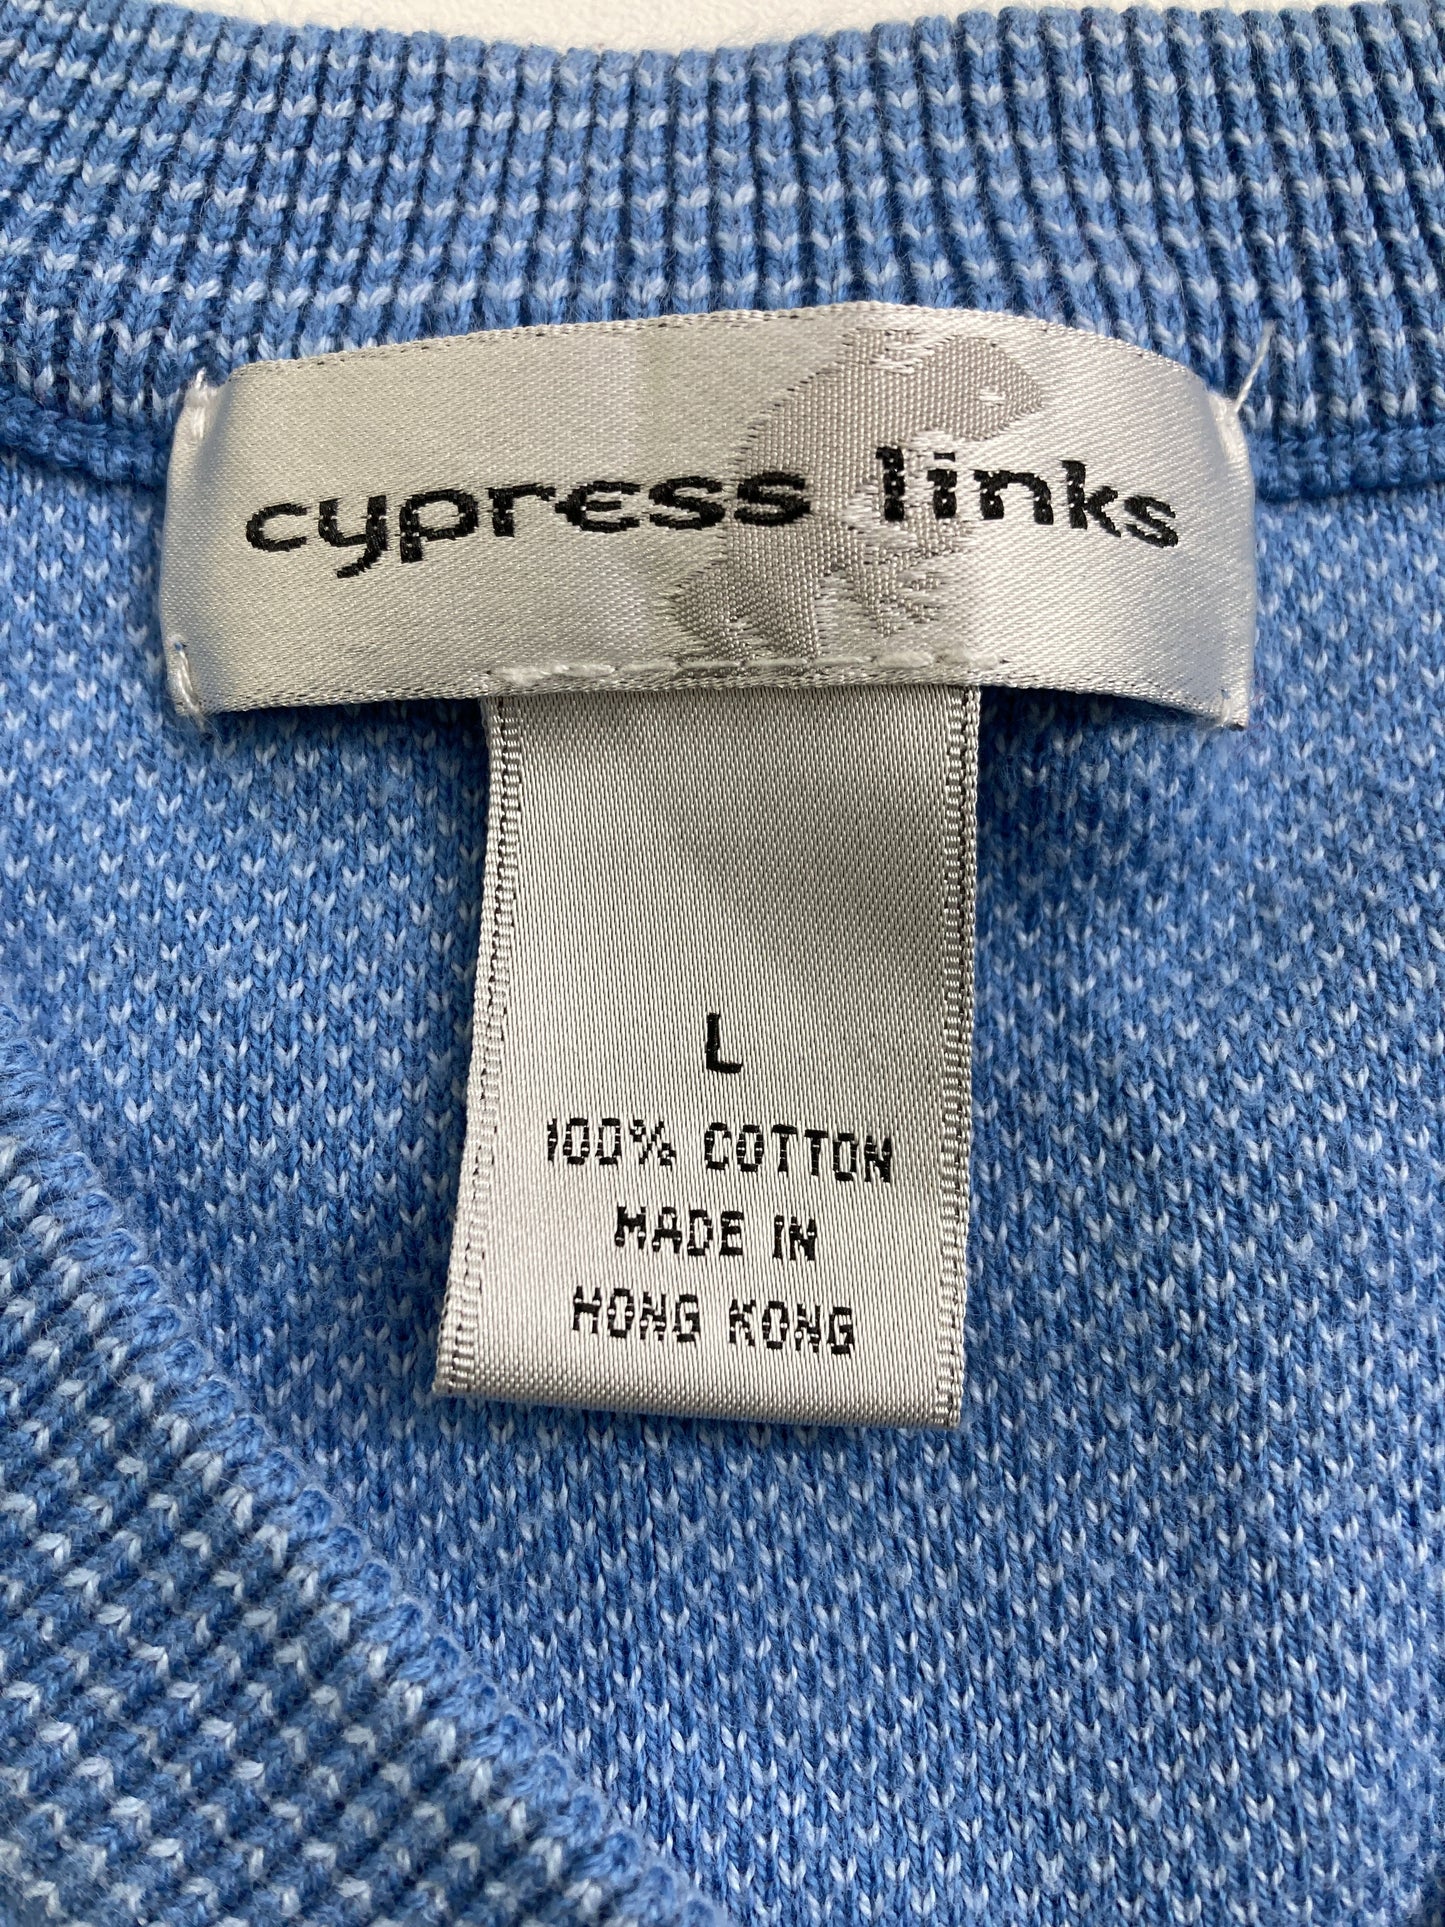 cypress links
L
100% COTTON
MADE IN
HONG KONG